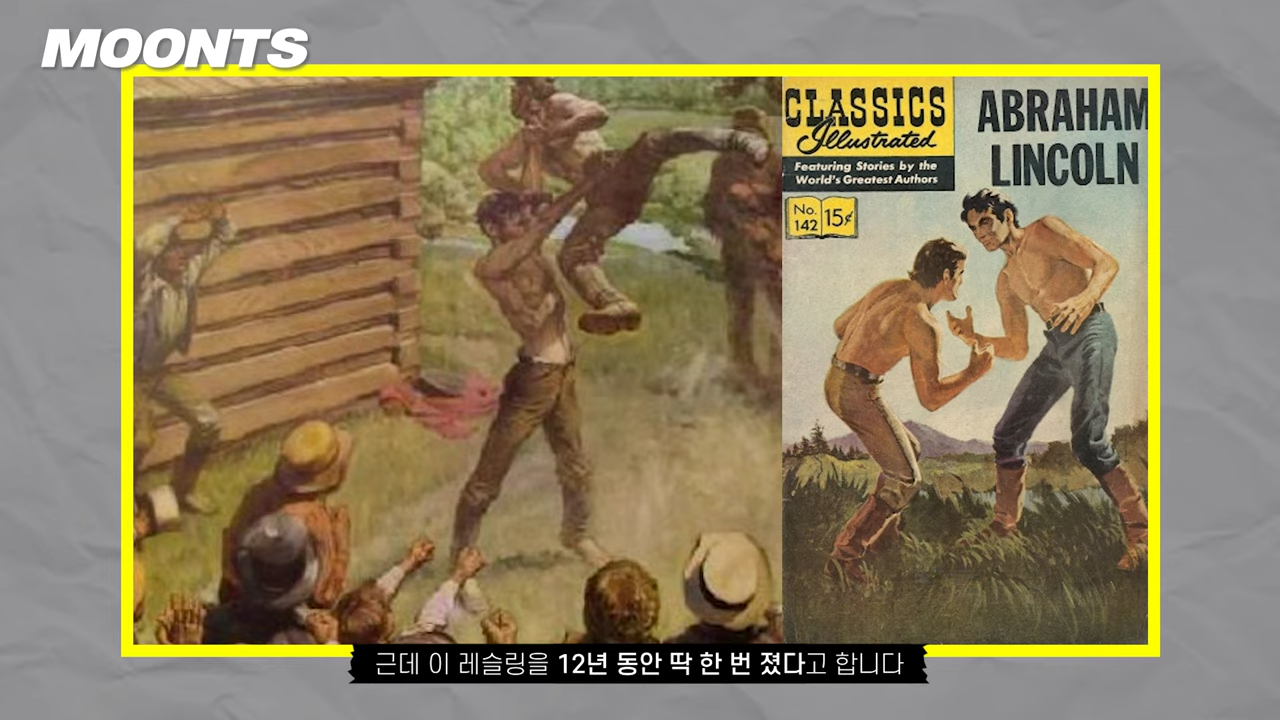 MOONTS
CLASSICS
Illustrated
Featuring Stories by the
World's Greatest Authors
No.
142
15¢
ABRAHAM
LINCOLN
근데 이 레슬링을 12년 동안 딱 한 번 졌다고 합니다